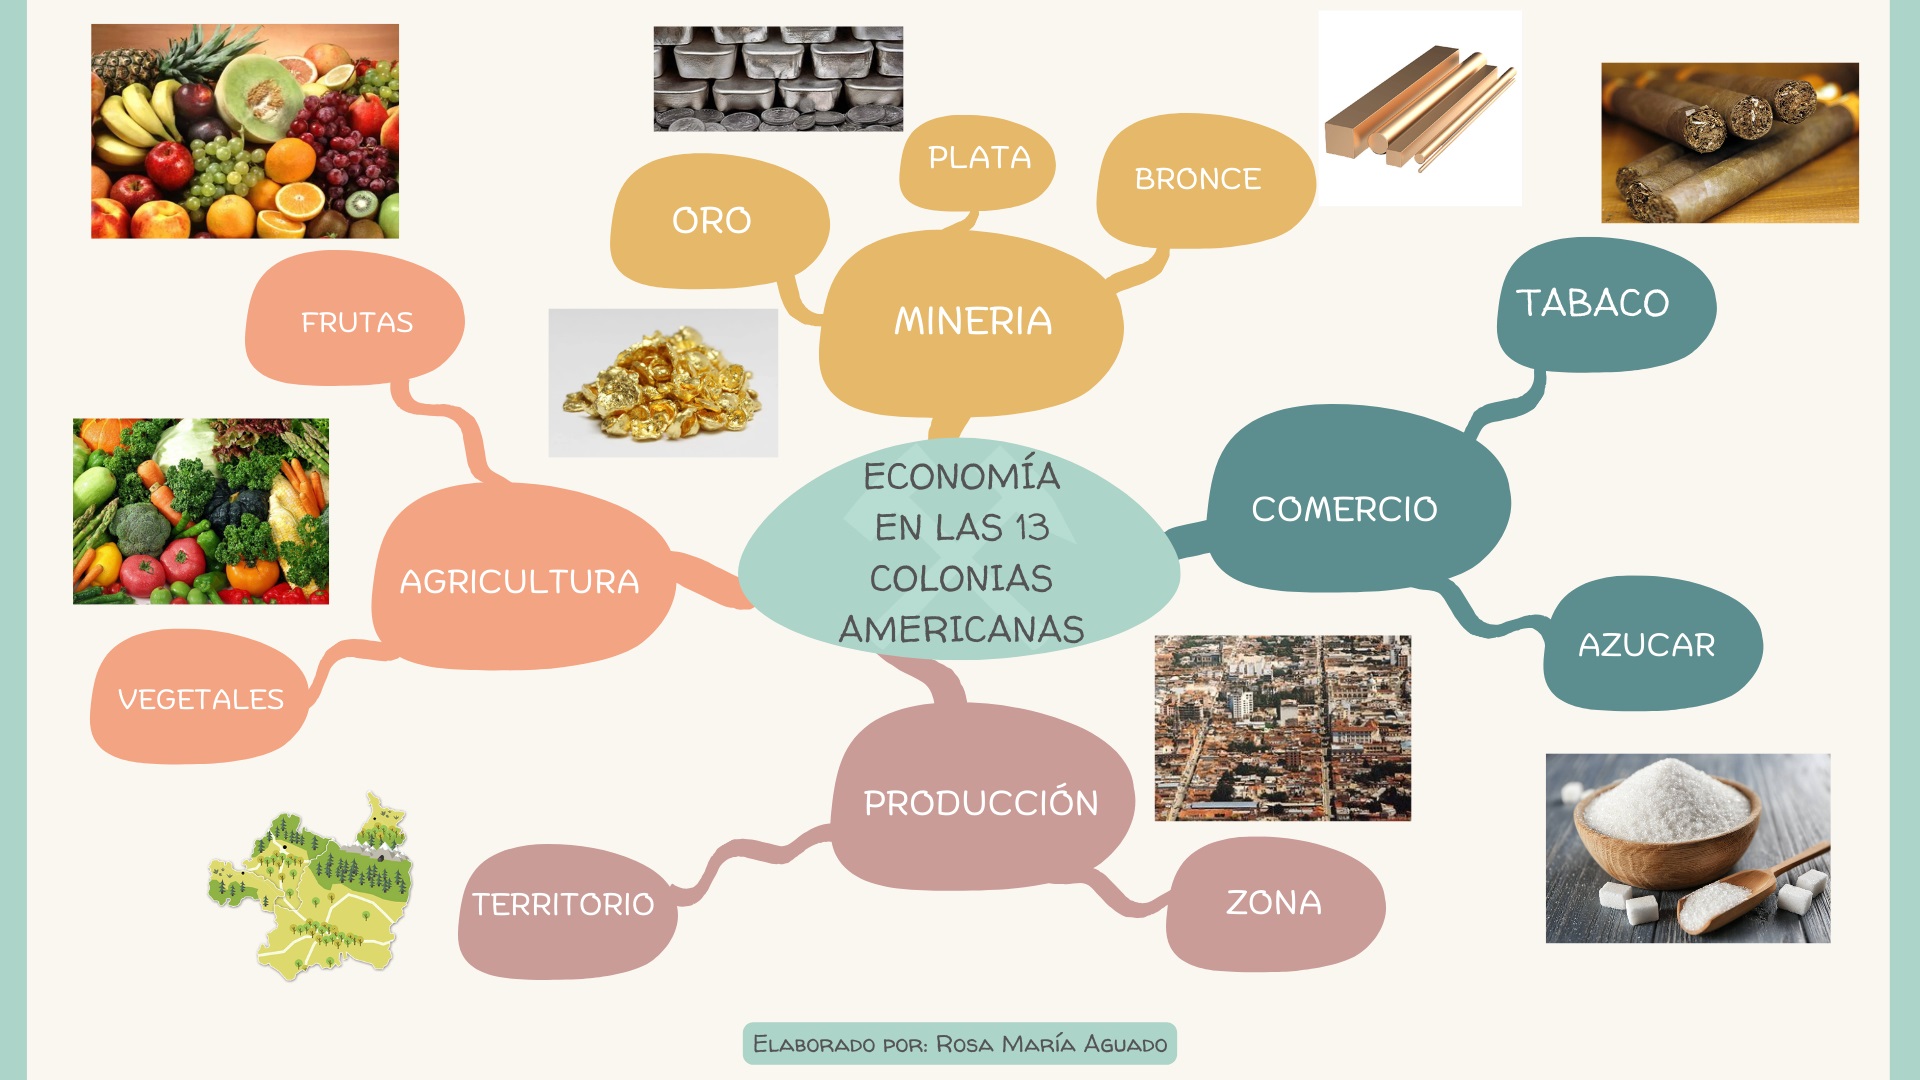 PLATA
BRONCE
ORO
MINERIA
TABACO
FRUTAS
ECONOMÍA
EN LAS 13
COLONIAS
AMERICANAS
COMERCIO
AGRICULTURA
AZUCAR
VEGETALES
PRODUCCIÓN
TERRITORIO
ZONA
Elaborado por: Rosa María Aguado